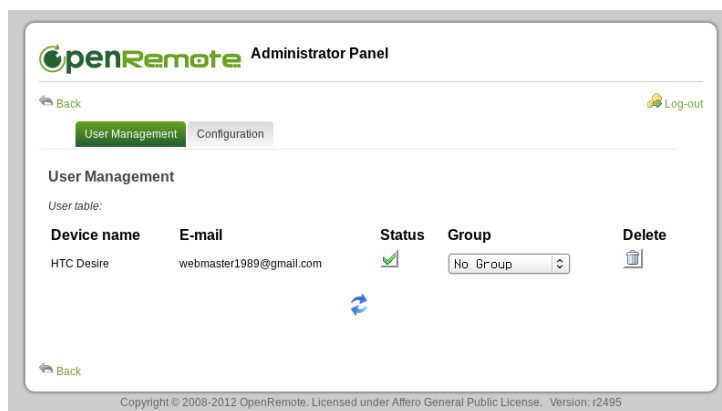 OpenRemote Administrator Panel
Back Log-out
User Management Configuration
User Management
User table:
Device name E-mail Status Group Delete
HTC Desire webmaster1989@gmail.com No Group
Back
Copyright © 2008-2012 OpenRemote. Licensed under Affero General Public License. Version: r2495